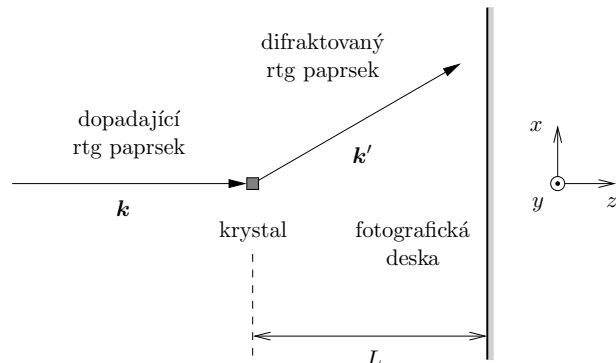 difraktovaný
rtg paprsek
dopadající
rtg paprsek
k
k′
krystal
fotografická
deska
L
x
y
z